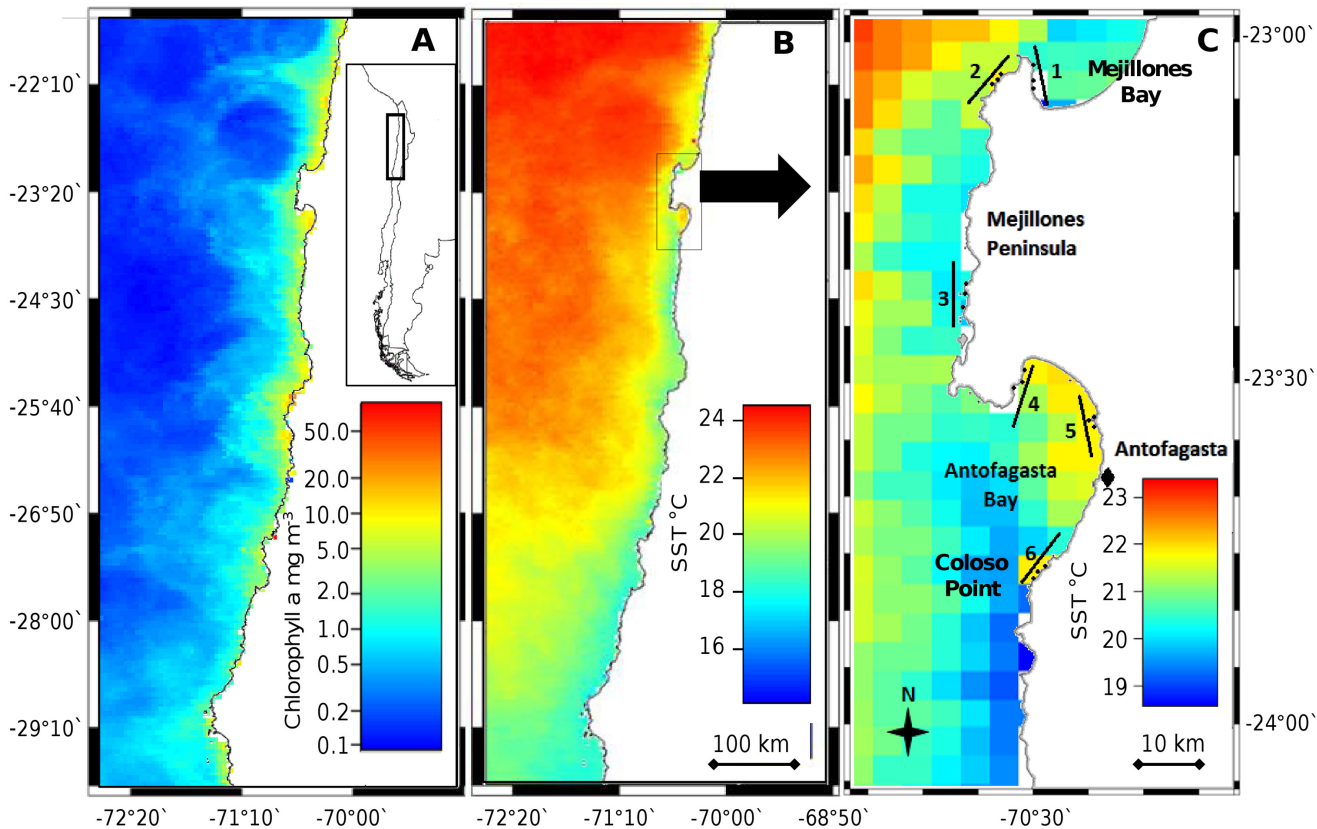 A
B
C
-22°10`
-23°20`
-24°30`
-25°40`
-26°50`
-28°00`
-29°10`
-72°20`
-71°10`
-70°00`
Chlorophyll a mg m³
50.0
20.0
10.0
5.0
2.0
1.0
0.5
0.2
0.1
-72°20`
-71°10`
-70°00`
-68°50`
SST °C
24
22
20
18
16
100 km
1
2
Mejillones
Bay
Mejillones
Peninsula
3
4
5
Antofagasta
Antofagasta
Bay
6
Coloso
Point
N
SST °C
23
22
21
20
19
10 km
-23°00`
-23°30`
-24°00`
-70°30`